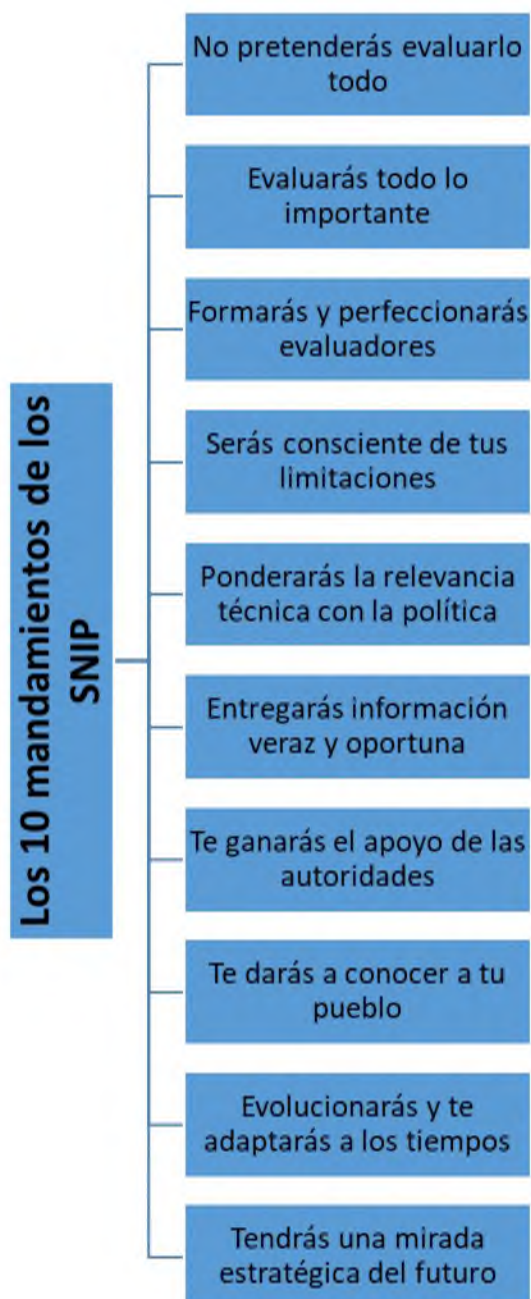 Los 10 mandamientos de los
SNIP
No pretenderás evaluarlo
todo
Evaluarás todo lo
importante
Formarás y perfeccionarás
evaluadores
Serás consciente de tus
limitaciones
Ponderarás la relevancia
técnica con la política
Entregarás información
veraz y oportuna
Te ganarás el apoyo de las
autoridades
Te darás a conocer a tu
pueblo
Evolucionarás y te
adaptarás a los tiempos
Tendrás una mirada
estratégica del futuro